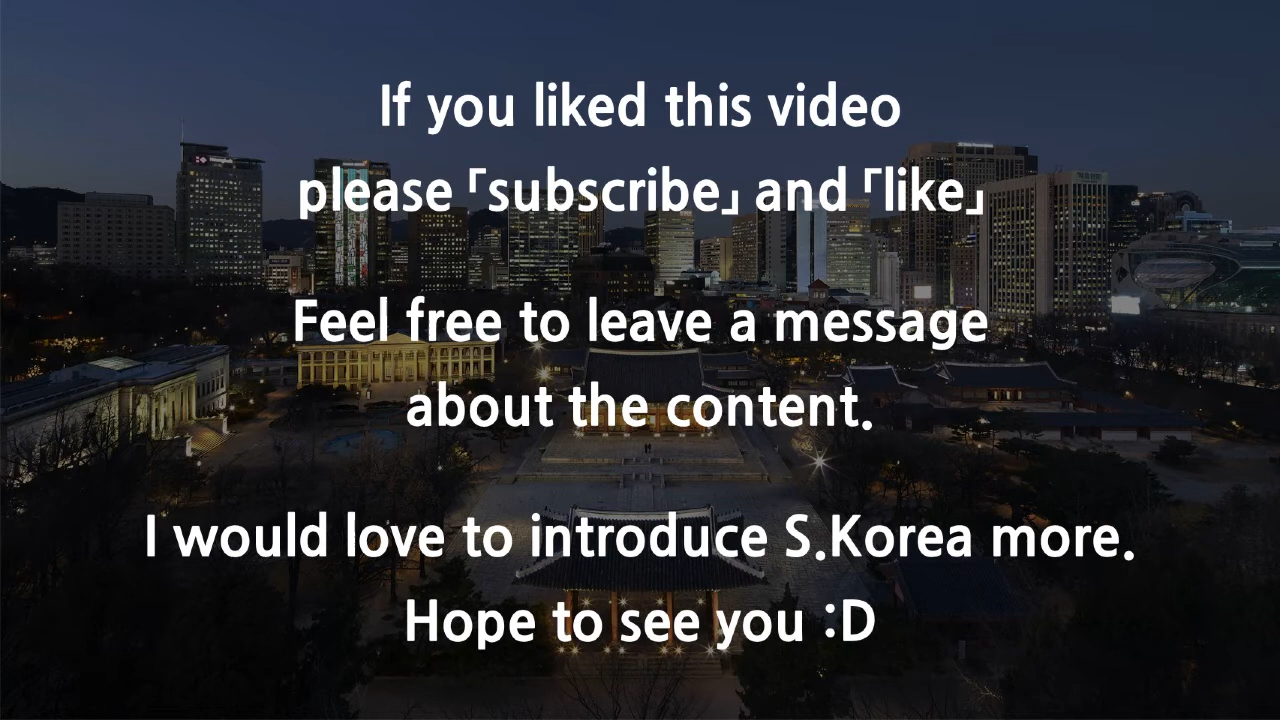 If you liked this video
please 「subscribe」 and 「like」
Feel free to leave a message
about the content.
I would love to introduce S.Korea more.
Hope to see you :D